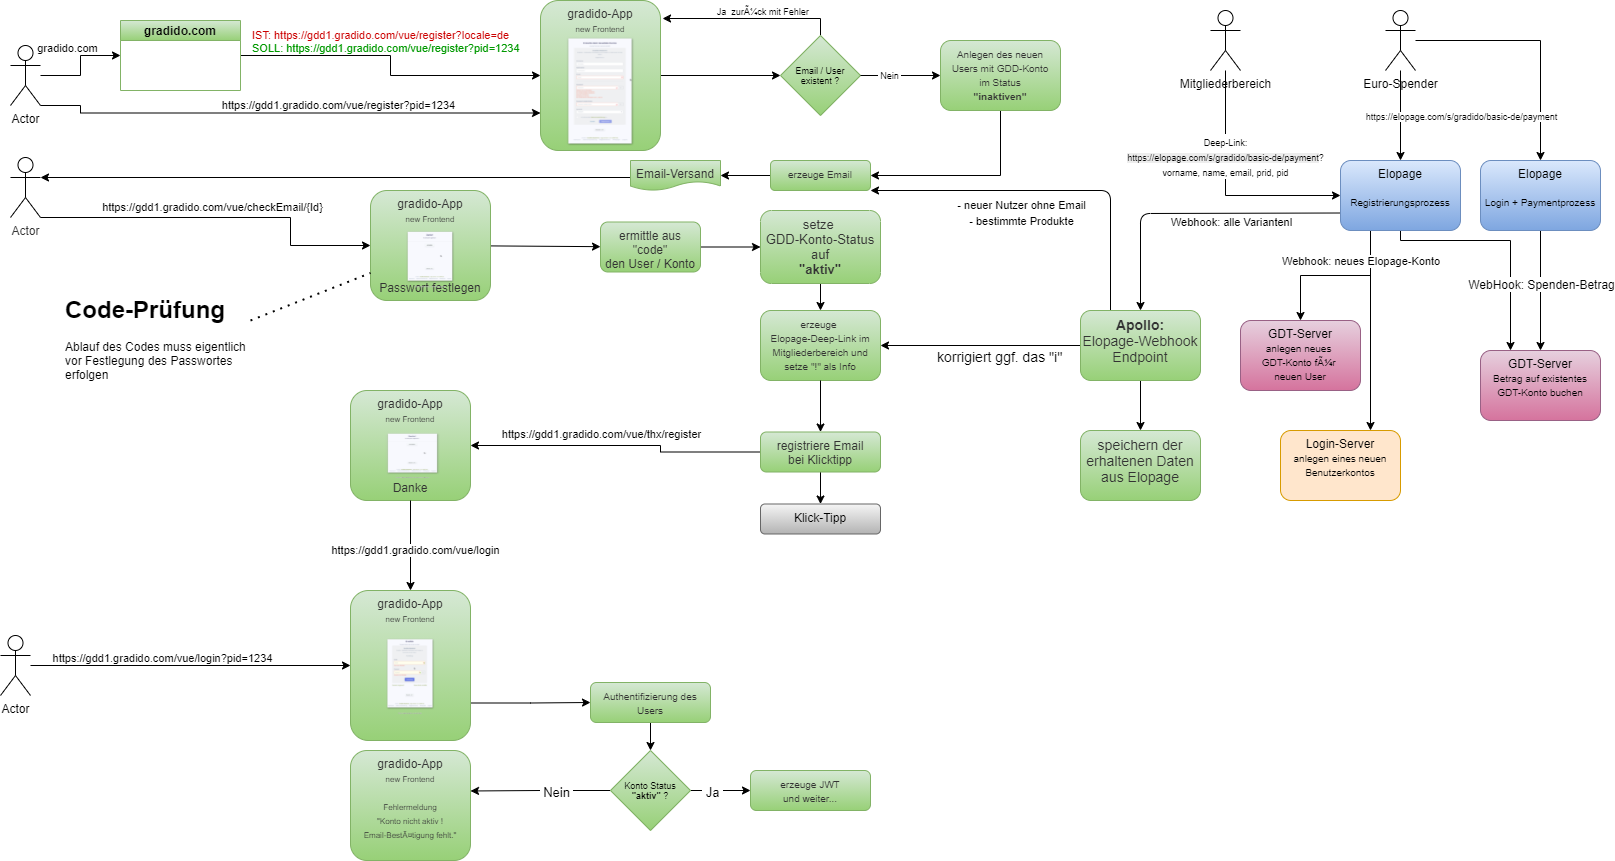 gradido.com
gradido.com
IST: https://gdd1.gradido.com/vue/register?locale=de
SOLL: https://gdd1.gradido.com/vue/register?pid=1234
https://gdd1.gradido.com/vue/register?pid=1234
Actor
gradido-App
new Frontend
Ja zurÃ¼ck mit Fehler
Email / User
existent ?
Nein
Anlegen des neuen
Users mit GDD-Konto
im Status
"inaktiven"
Mitgliederbereich
Euro-Spender
https://elopage.com/s/gradido/basic-de/payment
Deep-Link:
https://elopage.com/s/gradido/basic-de/payment?
vorname, name, email, prid, pid
Elopage
Registrierungsprozess
Elopage
Login + Paymentprozess
Email-Versand
erzeuge Email
Actor
https://gdd1.gradido.com/vue/checkEmail/{Id}
gradido-App
new Frontend
Passwort festlegen
ermittle aus
"code"
den User / Konto
setze
GDD-Konto-Status
auf
"aktiv"
- neuer Nutzer ohne Email
- bestimmte Produkte
Webhook: alle VariantenI
Webhook: neues Elopage-Konto
WebHook: Spenden-Betrag
Code-Prüfung
Ablauf des Codes muss eigentlich
vor Festlegung des Passwortes
erfolgen
erzeuge
Elopage-Deep-Link im
Mitgliederbereich und
setze "!" als Info
korrigiert ggf. das "i"
Apollo:
Elopage-Webhook
Endpoint
GDT-Server
anlegen neues
GDT-Konto fÃ¼r
neuen User
GDT-Server
Betrag auf existentes
GDT-Konto buchen
gradido-App
new Frontend
Danke
https://gdd1.gradido.com/vue/thx/register
registriere Email
bei Klicktipp
speichern der
erhaltenen Daten
aus Elopage
Login-Server
anlegen eines neuen
Benutzerkontos
Klick-Tipp
https://gdd1.gradido.com/vue/login
gradido-App
new Frontend
https://gdd1.gradido.com/vue/login?pid=1234
Actor
Authentifizierung des
Users
gradido-App
new Frontend
Fehlermeldung
"Konto nicht aktiv !
Email-BestÃ¤tigung fehlt."
Nein
Konto Status
"aktiv" ?
Ja
erzeuge JWT
und weiter...